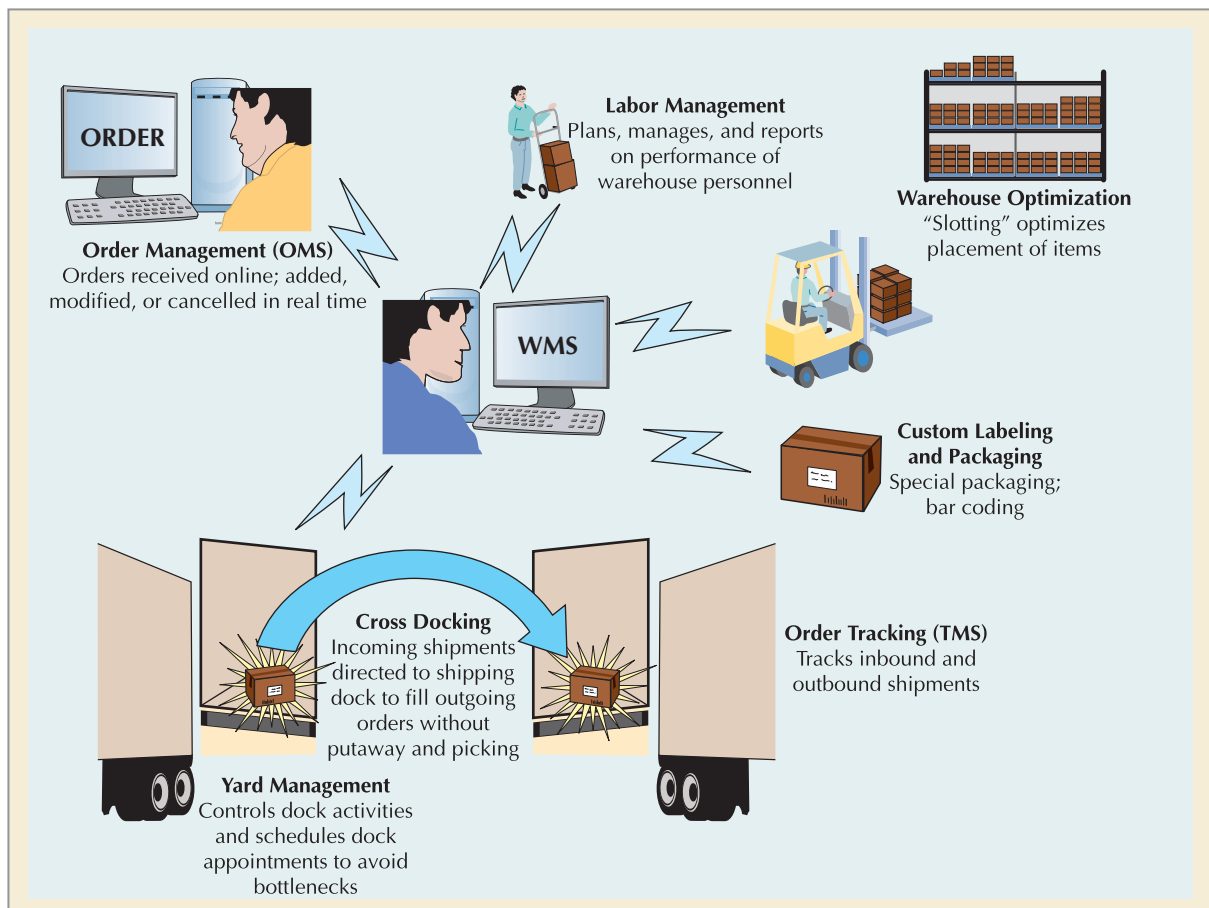 ORDER
Order Management (OMS)
Orders received online; added,
modified, or cancelled in real time
Labor Management
Plans, manages, and reports
on performance of
warehouse personnel
Warehouse Optimization
“Slotting” optimizes
placement of items
WMS
Custom Labeling
and Packaging
Special packaging;
bar coding
Cross Docking
Incoming shipments
directed to shipping
dock to fill outgoing
orders without
putaway and picking
Order Tracking (TMS)
Tracks inbound and
outbound shipments
Yard Management
Controls dock activities
and schedules dock
appointments to avoid
bottlenecks